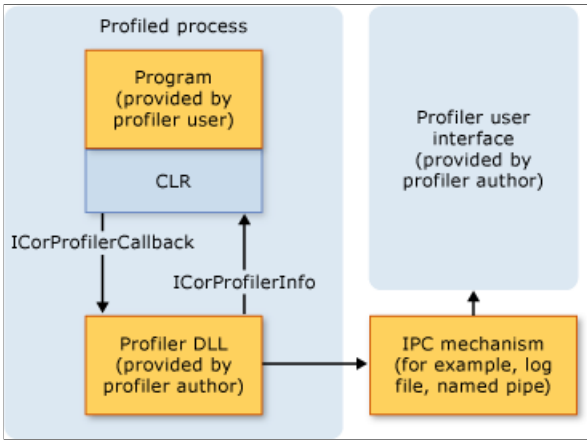 Profiled process
Program
(provided by
profiler user)
CLR
ICorProfilerCallback
ICorProfilerInfo
Profiler DLL
(provided by
profiler author)
Profiler user
interface
(provided by
profiler author)
IPC mechanism
(for example, log
file, named pipe)